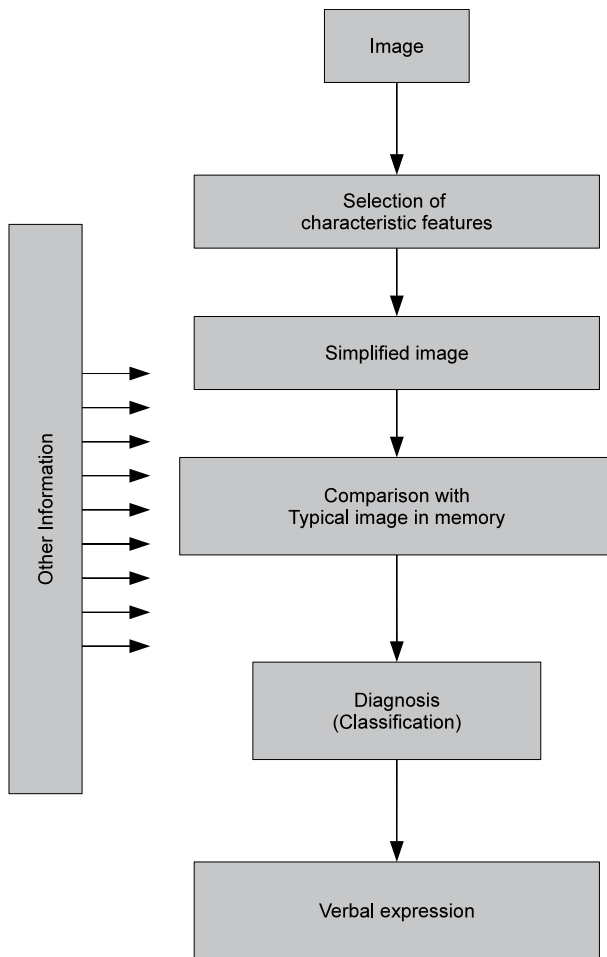 Image
Selection of
characteristic features
Simplified image
Other Information
Comparison with
Typical image in memory
Diagnosis
(Classification)
Verbal expression